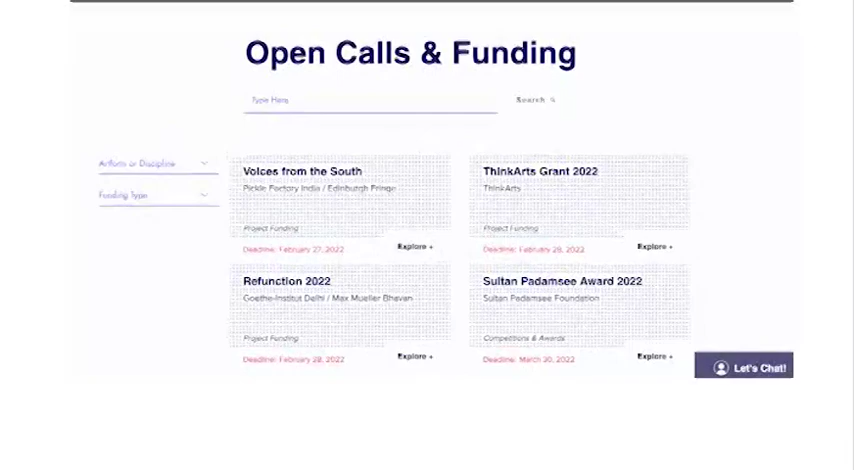 Open Calls & Funding
Type Here
Search
Artform or Discipline
Funding Type
Voices from the South
Pickle Factory India / Edinburgh Fringe
Project Funding
Deadline: February 27, 2022
Explore +
ThinkArts Grant 2022
ThinkArts
Project Funding
Deadline: February 28, 2022
Explore +
Refunction 2022
Goethe-Institut Delhi / Max Mueller Bhavan
Project Funding
Deadline: February 28, 2022
Explore +
Sultan Padamsee Award 2022
Sultan Padamsee Foundation
Competitions & Awards
Deadline: March 30, 2022
Explore +
Let's Chat!